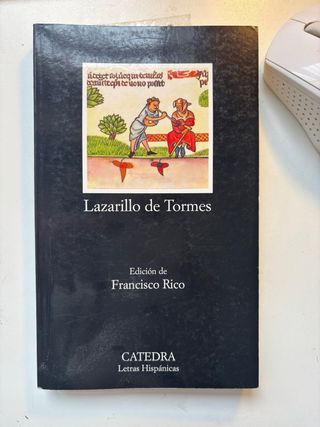 Lazarillo de Tormes
Edición de
Francisco Rico
CATEDRA
Letras Hispánicas